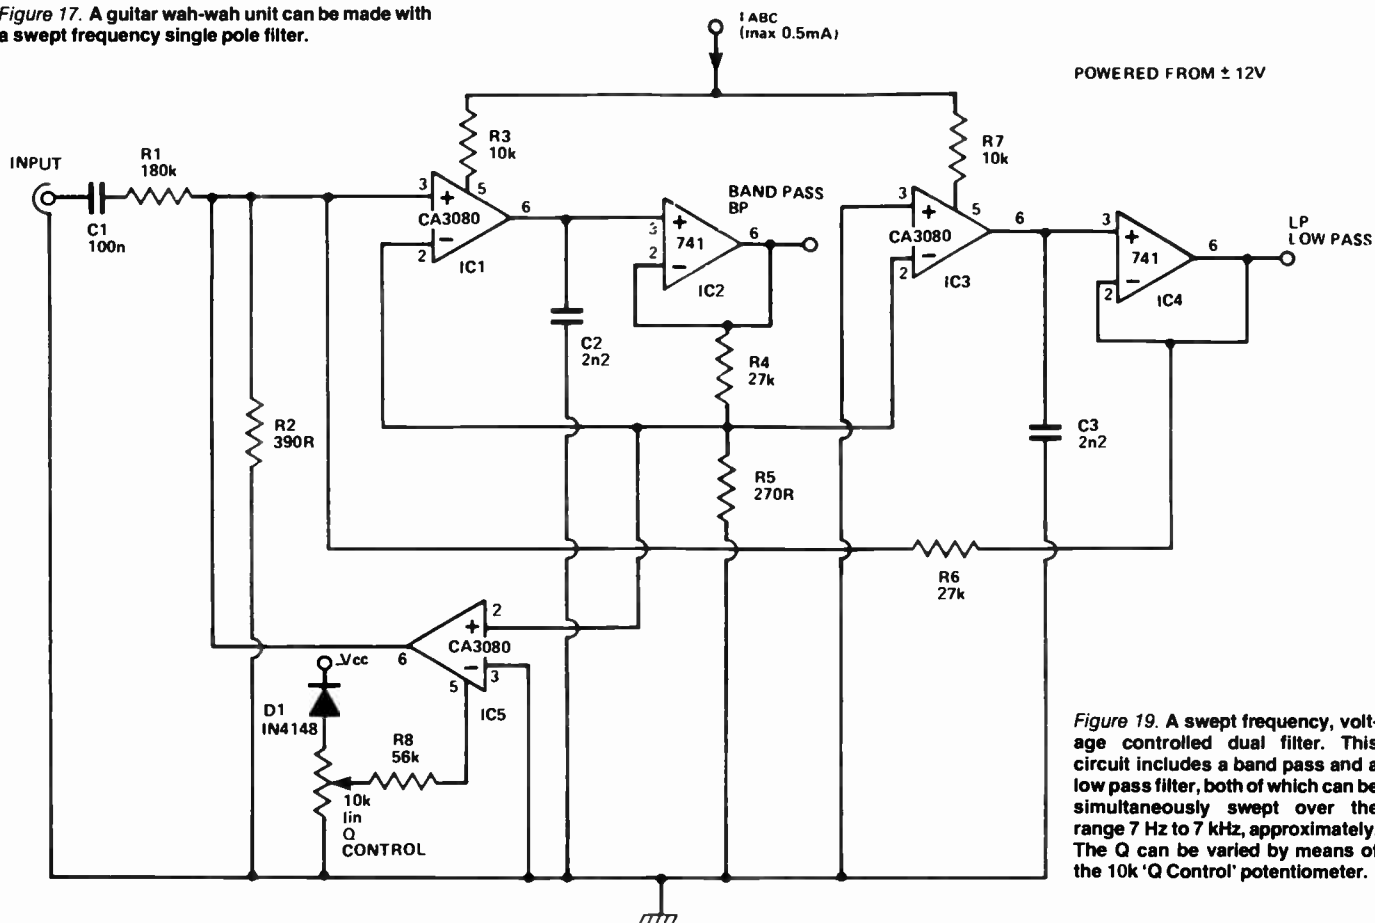 Figure 17. A guitar wah-wah unit can be made with
a swept frequency single pole filter.
I ABC
(max 0.5mA)
POWERED FROM ± 12V
INPUT
C1
100n
R1
180k
R3
10k
R7
10k
3
+
5
CA3080
6
-
2
IC1
BAND PASS
BP
3
+
741
6
2
-
IC2
3
+
5
CA3080
6
-
2
IC3
3
+
741
6
2
-
IC4
LP
LOW PASS
C2
2n2
R4
27k
R2
390R
R5
270R
C3
2n2
R6
27k
2
+
CA3080
6
-
3
5
IC5
-Vcc
D1
IN4148
R8
56k
10k
lin
Q
CONTROL
Figure 19. A swept frequency, volt-
age controlled dual filter. This
circuit includes a band pass and a
low pass filter, both of which can be
simultaneously swept over the
range 7 Hz to 7 kHz, approximately.
The Q can be varied by means of
the 10k 'Q Control' potentiometer.